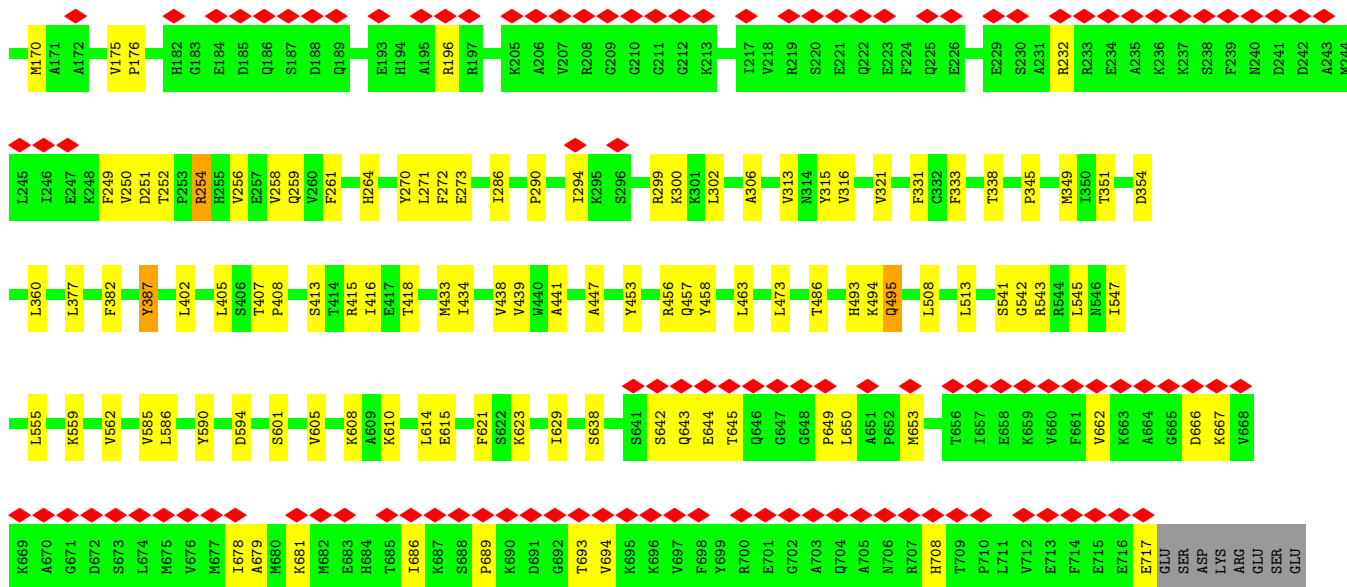 M170 A171 A172 V175 P176 H182 G183 E184 D185 Q186 S187 D188 Q189 E193 H194 A195 R196 R197 K205 A206 V207 R208 G209 G210 G211 G212 K213 I217 V218 R219 S220 E221 Q222 E223 F224 Q225 E226 E229 S230 A231 R232 R233 E234 A235 K236 K237 S238 F239 N240 D241 D242 A243 M244
L245 I246 E247 K248 F249 V250 D251 T252 P253 R254 H255 V256 E257 V258 Q259 V260 F261 H264 Y270 L271 F272 E273 I286 P290 I294 K295 S296 R299 K300 K301 L302 A306 V313 N314 Y315 V316 V321 F331 C332 F333 T338 P345 M349 I350 T351 D354
L360 L377 F382 Y387 L402 L405 S406 T407 P408 S413 T414 R415 I416 E417 T418 M433 I434 V438 V439 W440 A441 A447 Y453 R456 Q457 Y458 L463 L473 T486 H493 K494 Q495 L508 L513 S541 G542 R543 R544 L545 N546 I547
L555 K559 V562 V585 L586 Y590 D594 S601 V605 K608 A609 K610 L614 E615 F621 S622 K623 I629 S638 S641 S642 Q643 E644 T645 Q646 G647 G648 P649 L650 A651 P652 M653 T656 I657 E658 K659 V660 F661 V662 K663 A664 G665 D666 K667 V668
K669 A670 G671 D672 S673 L674 M675 V676 M677 I678 A679 M680 K681 M682 E683 H684 T685 I686 K687 S688 P689 K690 D691 G692 T693 V694 K695 K696 V697 F698 Y699 R700 E701 G702 A703 Q704 A705 N706 R707 H708 T709 P710 L711 V712 E713 F714 E715 E716 E717 GLU SER ASP LYS ARG GLU SER GLU